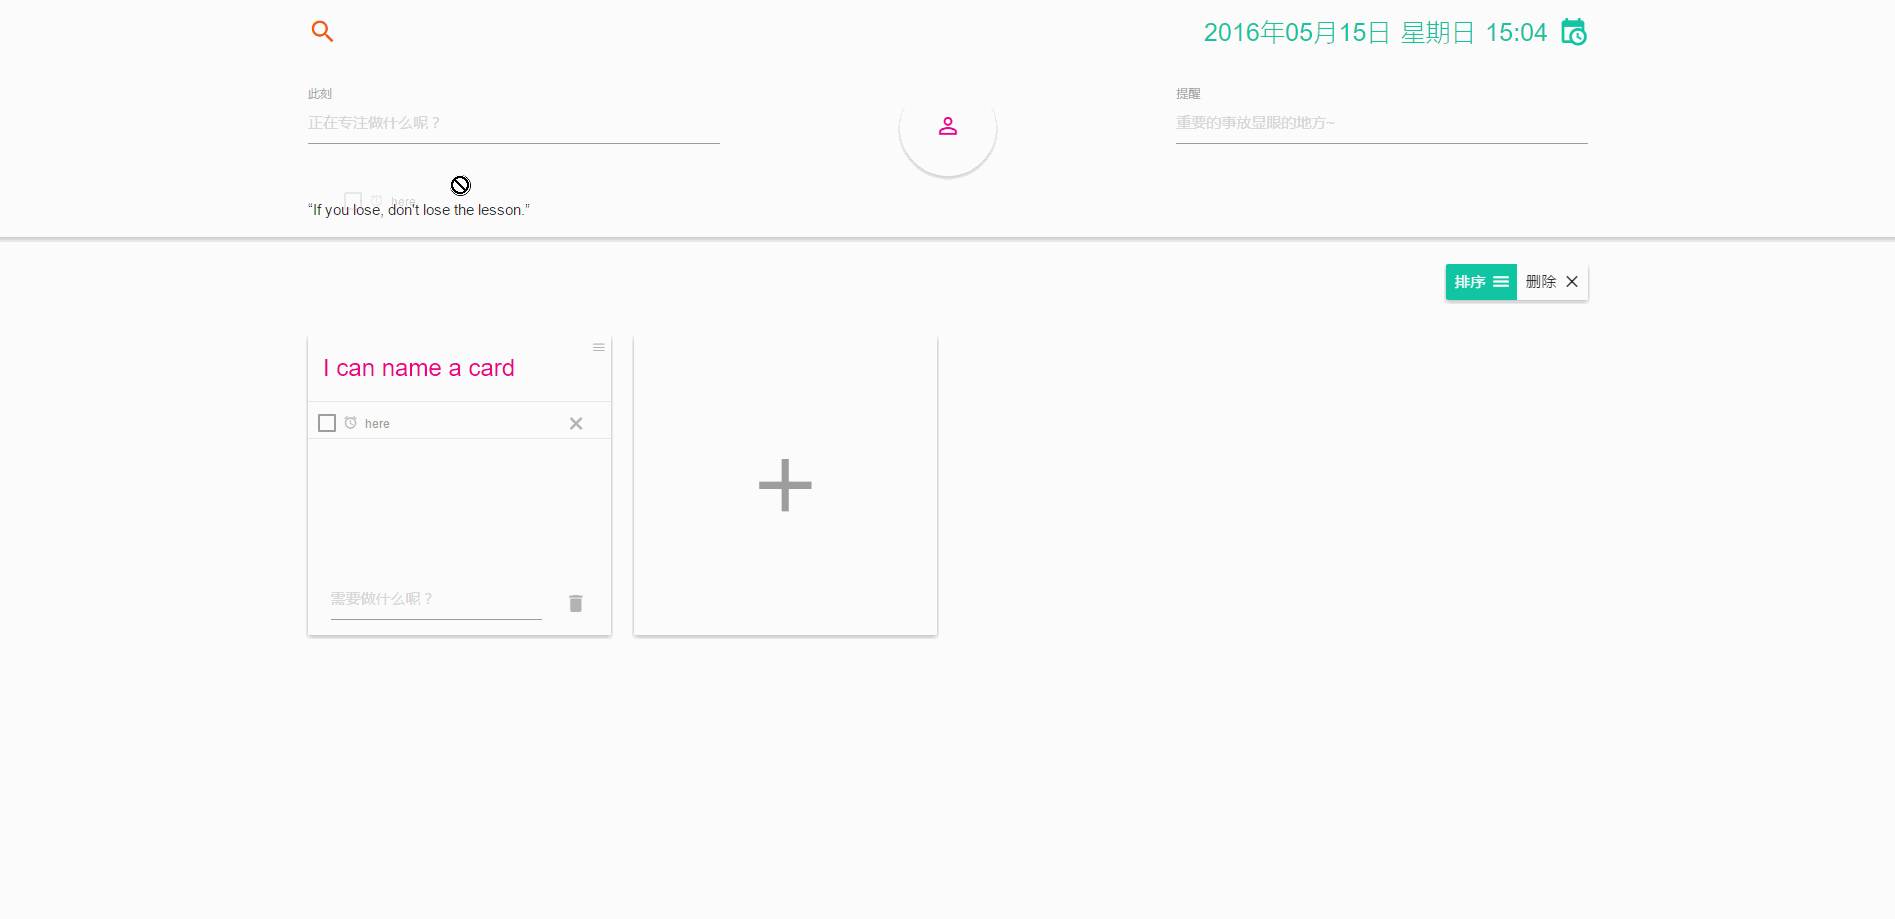 2016年05月15日 星期日 15:04
此刻
提醒
正在专注做什么呢？
重要的事放显眼的地方~
here
“If you lose, don't lose the lesson.”
排序
删除
I can name a card
here
需要做什么呢？